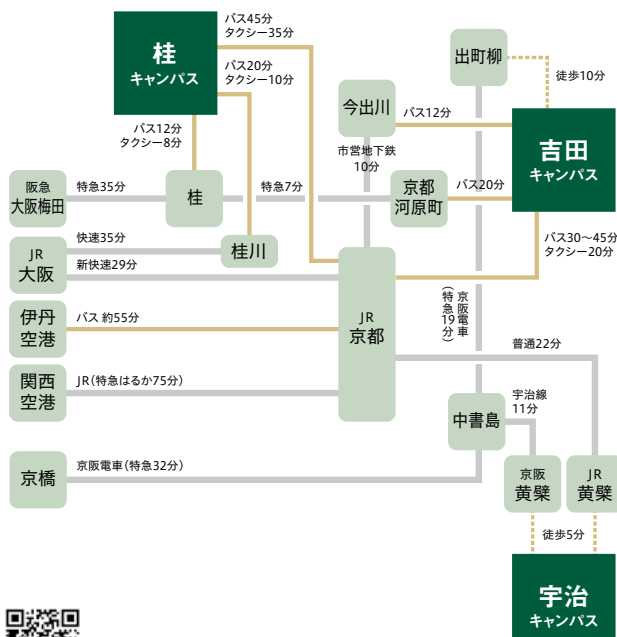 桂
キャンパス
バス45分
タクシー35分
バス20分
タクシー10分
バス12分
タクシー8分
出町柳
徒歩10分
今出川
バス12分
市営地下鉄
10分
吉田
キャンパス
阪急
大阪梅田
特急35分
桂
特急7分
京都
河原町
バス20分
バス30〜45分
タクシー20分
JR
大阪
快速35分
新快速29分
桂川
伊丹
空港
バス 約55分
JR
京都
京阪電車
(特急19分)
普通22分
関西
空港
JR(特急はるか75分)
中書島
宇治線
11分
京橋
京阪電車(特急32分)
京阪
黄檗
JR
黄檗
徒歩5分
宇治
キャンパス